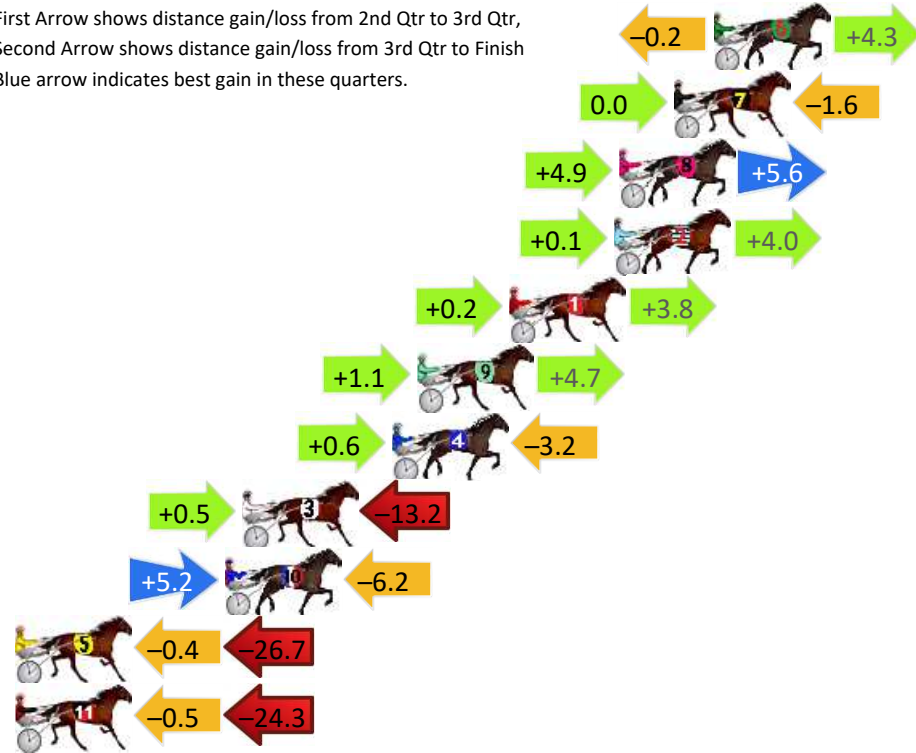 First Arrow shows distance gain/loss from 2nd Qtr to 3rd Qtr,
Second Arrow shows distance gain/loss from 3rd Qtr to Finish
Blue arrow indicates best gain in these quarters.
–0.2 6 +4.3
0.0 7 –1.6
+4.9 8 +5.6
+0.1 2 +4.0
+0.2 1 +3.8
+1.1 9 +4.7
+0.6 4 –3.2
+0.5 3 –13.2
+5.2 10 –6.2
5 –0.4 –26.7
11 –0.5 –24.3